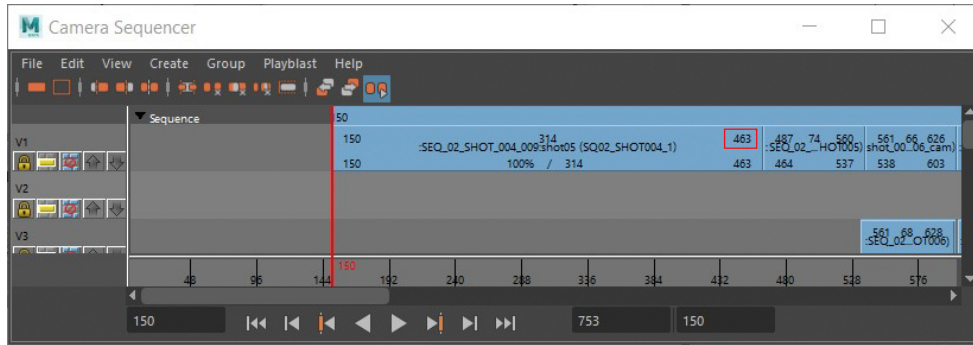 M Camera Sequencer
File Edit View Create Group Playblast Help
Sequence 150
V1
150 314 463 487 74 560 561 66 626
:SEQ_02_SHOT_004_009:shot05 (SQ02_SHOT004_1) :SEQ_02_...HOT005) shot_00...06_cam)
150 100% / 314 463 464 537 538 603
V2
V3
561 68 628
:SEQ_02...OT006)
150
48 96 144 192 240 288 336 384 432 480 528 576
150 753 150